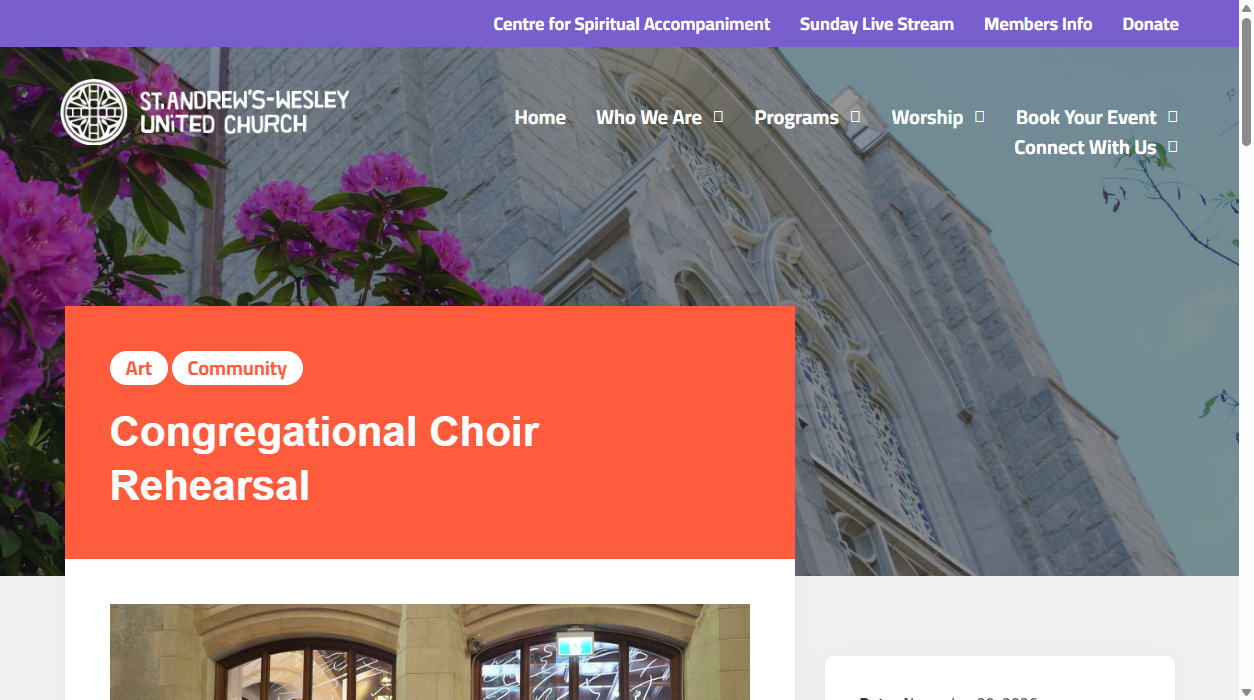 Centre for Spiritual Accompaniment Sunday Live Stream Members Info Donate
ST. ANDREW'S-WESLEY
UNITED CHURCH
Home Who We Are Programs Worship Book Your Event
Connect With Us
Art Community
Congregational Choir
Rehearsal